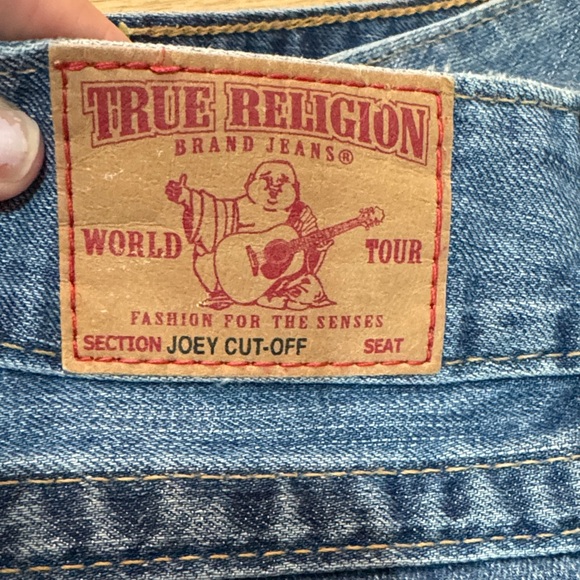 TRUE RELIGION
BRAND JEANS®
WORLD TOUR
FASHION FOR THE SENSES
SECTION JOEY CUT-OFF SEAT